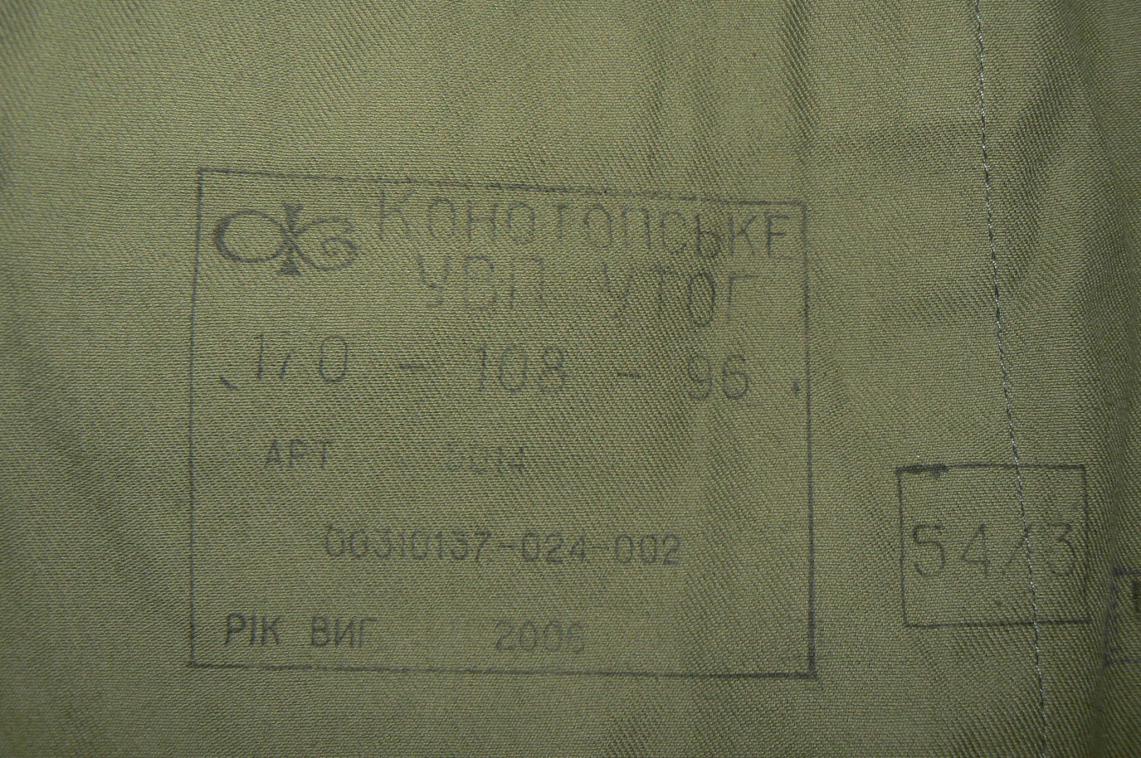 КОНОТОПСЬКЕ
УВП УТОГ
170 - 108 - 96
АРТ
00310137-024-002
РІК ВИГ 2006
54/3